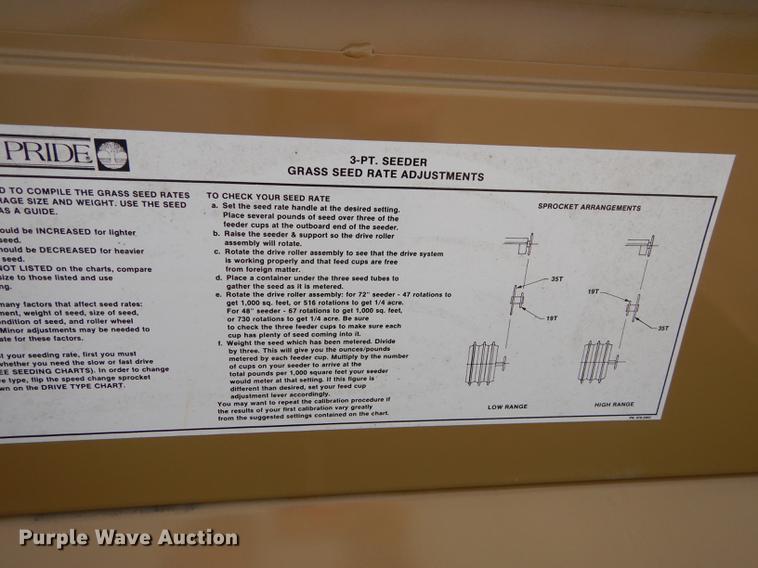 PRIDE
3-PT. SEEDER
GRASS SEED RATE ADJUSTMENTS
D TO COMPILE THE GRASS SEED RATES
RAGE SIZE AND WEIGHT. USE THE SEED
AS A GUIDE.
ould be INCREASED for lighter
seed.
hould be DECREASED for heavier
seed.
NOT LISTED on the charts, compare
size to those listed and use
ng.
many factors that affect seed rates:
ment, weight of seed, size of seed,
ondition of seed, and roller wheel
Minor adjustments may be needed to
ate for these factors.
st your seeding rate, first you must
whether you need the slow or fast drive
EE SEEDING CHARTS). In order to change
ve type, flip the speed change sprocket
wn on the DRIVE TYPE CHART.
TO CHECK YOUR SEED RATE
a. Set the seed rate handle at the desired setting.
Place several pounds of seed over three of the
feeder cups at the outboard end of the seeder.
b. Raise the seeder & support so the drive roller
assembly will rotate.
c. Rotate the drive roller assembly to see that the drive system
is working properly and that feed cups are free
from foreign matter.
d. Place a container under the three seed tubes to
gather the seed as it is metered.
e. Rotate the drive roller assembly: for 72" seeder - 47 rotations to
get 1,000 sq. feet, or 516 rotations to get 1/4 acre.
For 48" seeder - 67 rotations to get 1,000 sq. feet,
or 730 rotations to get 1/4 acre. Be sure
to check the three feeder cups to make sure each
cup has plenty of seed coming into it.
f. Weight the seed which has been metered. Divide
by three. This will give you the ounces/pounds
metered by each feeder cup. Multiply by the number
of cups on your seeder to arrive at the
total pounds per 1,000 square feet your seeder
would meter at that setting. If this figure is
different than desired, set your feed cup
adjustment lever accordingly.
You may want to repeat the calibration procedure if
the results of your first calibration vary greatly
from the suggested settings contained on the chart.
SPROCKET ARRANGEMENTS
35T
19T
LOW RANGE
19T
35T
HIGH RANGE
Purple Wave Auction